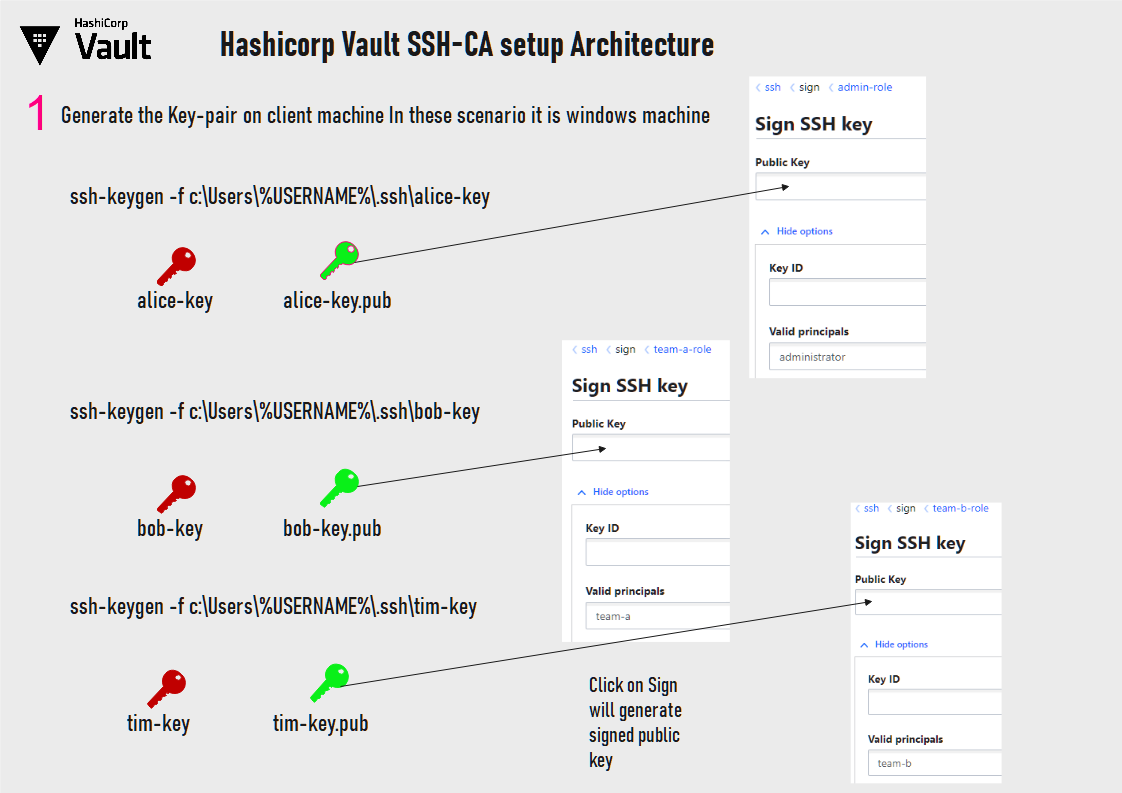 HashiCorp
Vault
Hashicorp Vault SSH-CA setup Architecture
1
Generate the Key-pair on client machine In these scenario it is windows machine
ssh-keygen -f c:\Users\%USERNAME%\.ssh\alice-key
alice-key
alice-key.pub
ssh sign admin-role
Sign SSH key
Public Key
Hide options
Key ID
Valid principals
administrator
ssh-keygen -f c:\Users\%USERNAME%\.ssh\bob-key
bob-key
bob-key.pub
ssh sign team-a-role
Sign SSH key
Public Key
Hide options
Key ID
Valid principals
team-a
ssh-keygen -f c:\Users\%USERNAME%\.ssh\tim-key
tim-key
tim-key.pub
ssh sign team-b-role
Sign SSH key
Public Key
Hide options
Key ID
Valid principals
team-b
Click on Sign
will generate
signed public
key